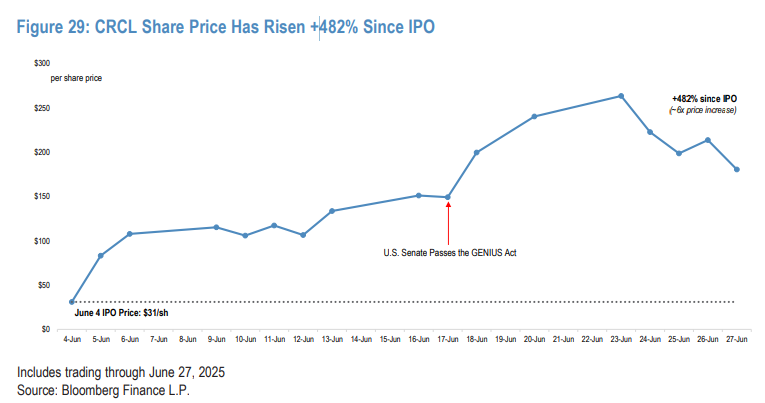 Figure 29: CRCL Share Price Has Risen +482% Since IPO
$300
per share price
+482% since IPO
(~6x price increase)
$250
$200
$150
$100
$50
$0
U.S. Senate Passes the GENIUS Act
June 4 IPO Price: $31/sh
4-Jun 5-Jun 6-Jun 7-Jun 8-Jun 9-Jun 10-Jun 11-Jun 12-Jun 13-Jun 14-Jun 15-Jun 16-Jun 17-Jun 18-Jun 19-Jun 20-Jun 21-Jun 22-Jun 23-Jun 24-Jun 25-Jun 26-Jun 27-Jun
Includes trading through June 27, 2025
Source: Bloomberg Finance L.P.